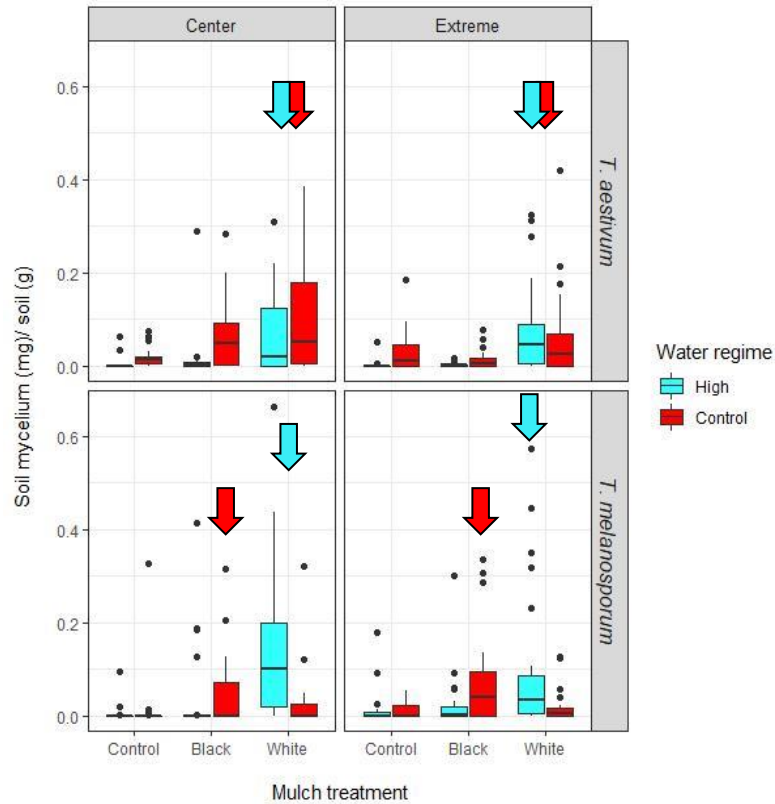 Center
Extreme
0.6
0.4
0.2
0.0
T. aestivum
Soil mycelium (mg)/ soil (g)
Water regime
High
Control
0.6
0.4
0.2
0.0
T. melanosporum
Control
Black
White
Control
Black
White
Mulch treatment